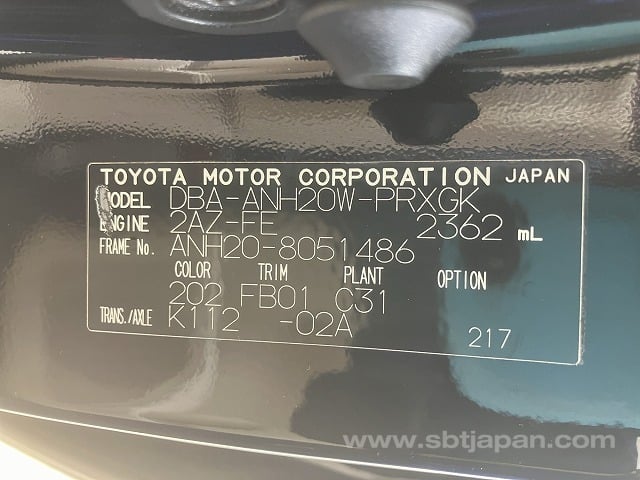 TOYOTA MOTOR CORPORATION JAPAN
MODEL DBA-ANH20W-PRXGK
ENGINE 2AZ-FE 2362 mL
FRAME No. ANH20-8051486
COLOR TRIM PLANT OPTION
202 FB01 C31
TRANS./AXLE K112 -02A
217
www.sbtjapan.com